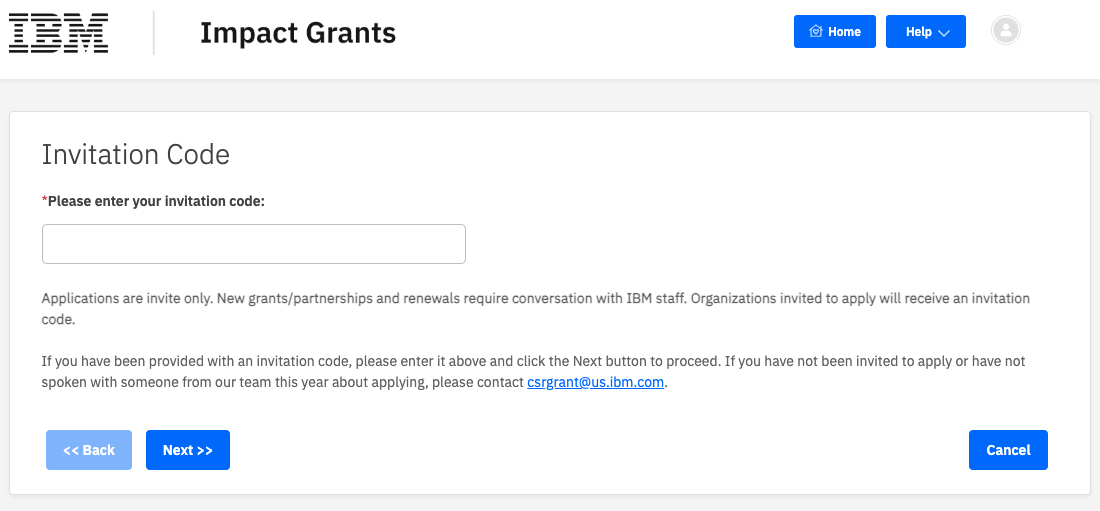 IBM
Impact Grants
Home
Help
Invitation Code
*Please enter your invitation code:
Applications are invite only. New grants/partnerships and renewals require conversation with IBM staff. Organizations invited to apply will receive an invitation
code.
If you have been provided with an invitation code, please enter it above and click the Next button to proceed. If you have not been invited to apply or have not
spoken with someone from our team this year about applying, please contact csrgrant@us.ibm.com.
<< Back
Next >>
Cancel